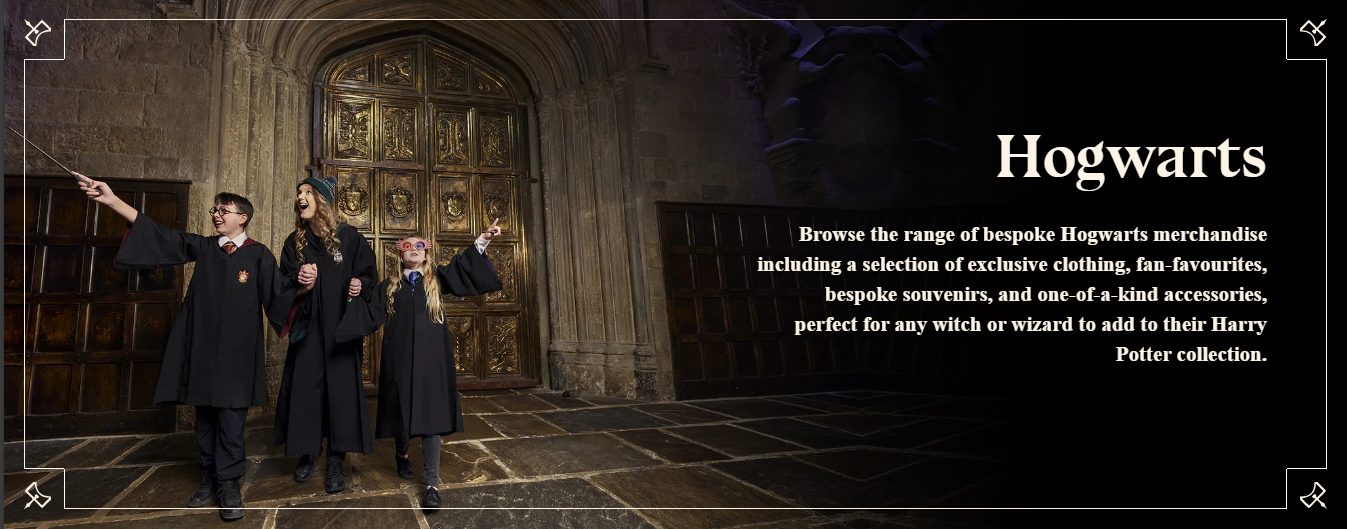 Hogwarts
Browse the range of bespoke Hogwarts merchandise
including a selection of exclusive clothing, fan-favourites,
bespoke souvenirs, and one-of-a-kind accessories,
perfect for any witch or wizard to add to their Harry
Potter collection.